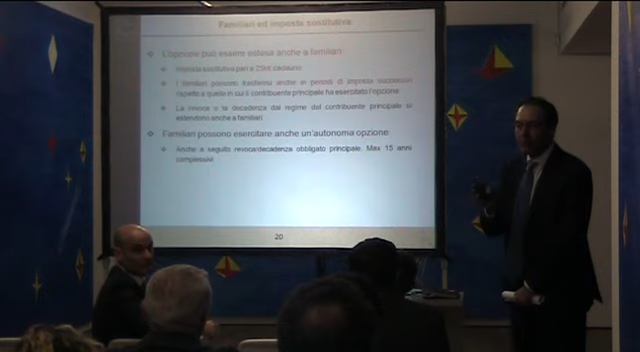 Familiari ed imposta sostitutiva
L'opzione può essere estesa anche a familiari
Imposta sostitutiva pari a 25mt cadauno
I familiari possono trasferirsi anche in periodi di imposta successivi
rispetto a quello in cui il contribuente principale ha esercitato l'opzione
La revoca o la decadenza dal regime del contribuente principale si
estendono anche a familiari
Familiari possono esercitare anche un'autonoma opzione
Anche a seguito revoca/decadenza obbligato principale. Max 15 anni
complessivi
20